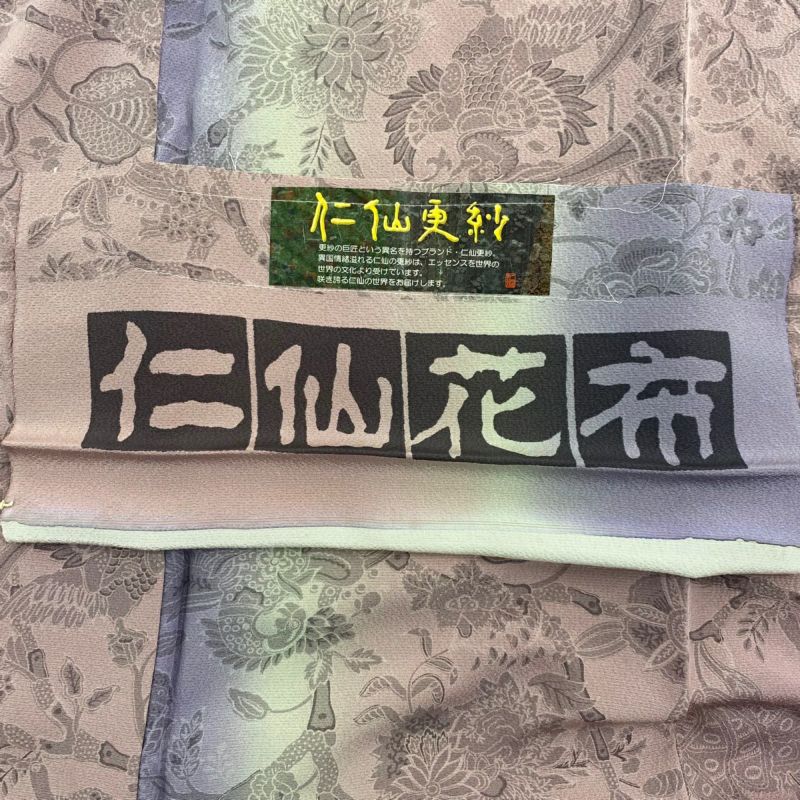 仁仙更紗
更紗の巨匠という異名を持つブランド・仁仙更紗。
異国情緒溢れる仁仙の更紗は、エッセンスを世界の
世界の文化より受けています。
咲き誇る仁仙の世界をお届けします。
仁仙花布